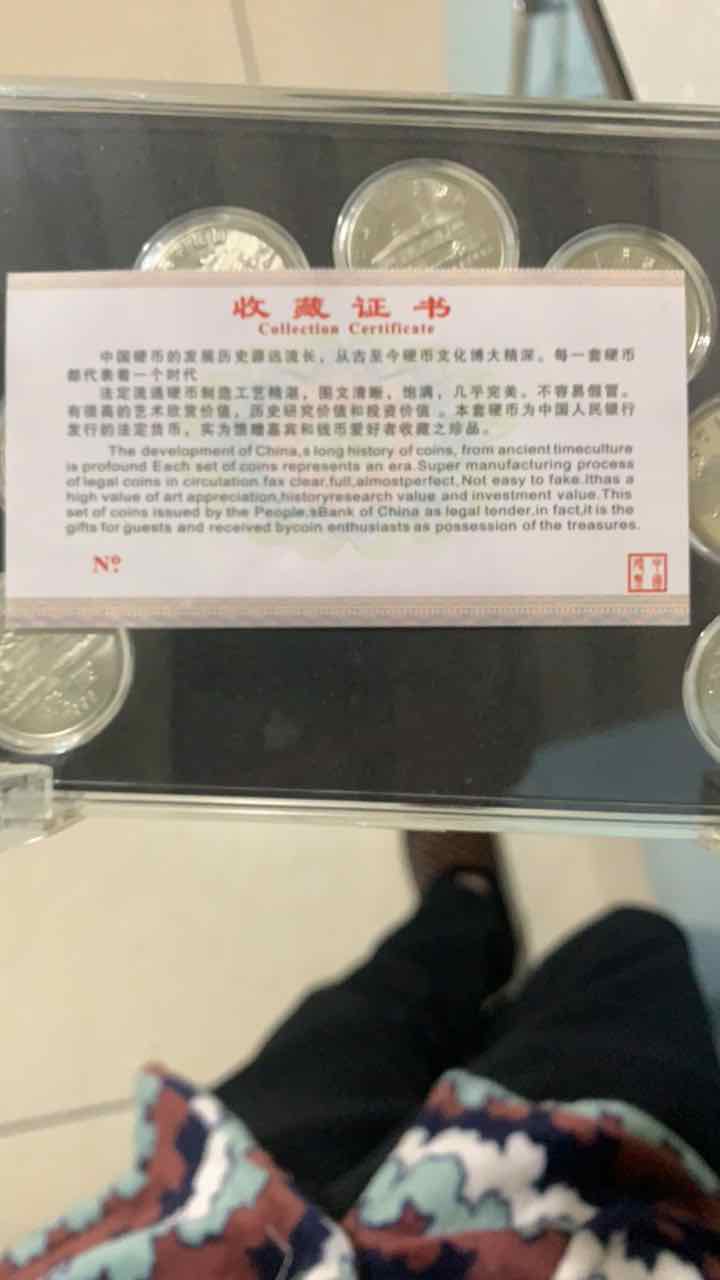 收藏证书
Collection Certificate
中国硬币的发展历史源远流长，从古至今硬币文化博大精深。每一套硬币
都代表着一个时代
法定流通硬币制造工艺精湛，图文清晰，饱满，几乎完美。不容易假冒。
有很高的艺术欣赏价值，历史研究价值和投资价值 。本套硬币为中国人民银行
发行的法定货币，实为馈赠嘉宾和钱币爱好者收藏之珍品。
The development of China,s long history of coins, from ancient timeculture
is profound Each set of coins represents an era.Super manufacturing process
of legal coins in circulation.fax clear,full,almostperfect.Not easy to fake.Ithas a
high value of art appreciation,historyresearch value and investment value.This
set of coins issued by the People,sBank of China as legal tender,in fact,it is the
gifts for guests and received bycoin enthusiasts as possession of the treasures.
Nº: